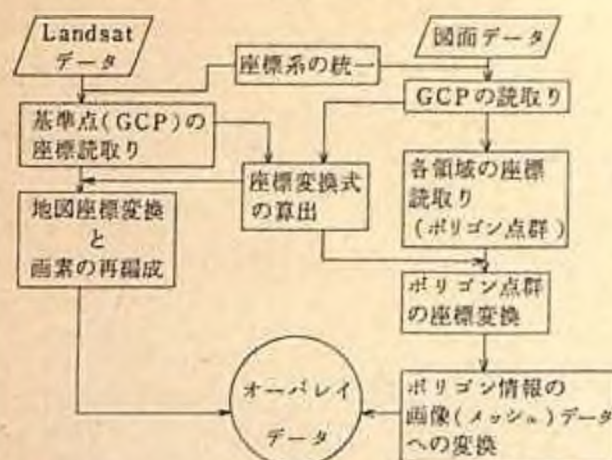 Landsat
データ
図面データ
座標系の統一
GCPの読取り
基準点(GCP)の
座標読取り
座標変換式
の算出
各領域の座標
読取り
(ポリゴン点群)
地図座標変換
と
画素の再編成
ポリゴン点群
の座標変換
オーバレイ
データ
ポリゴン情報の
画像(メッシュ)データ
への変換